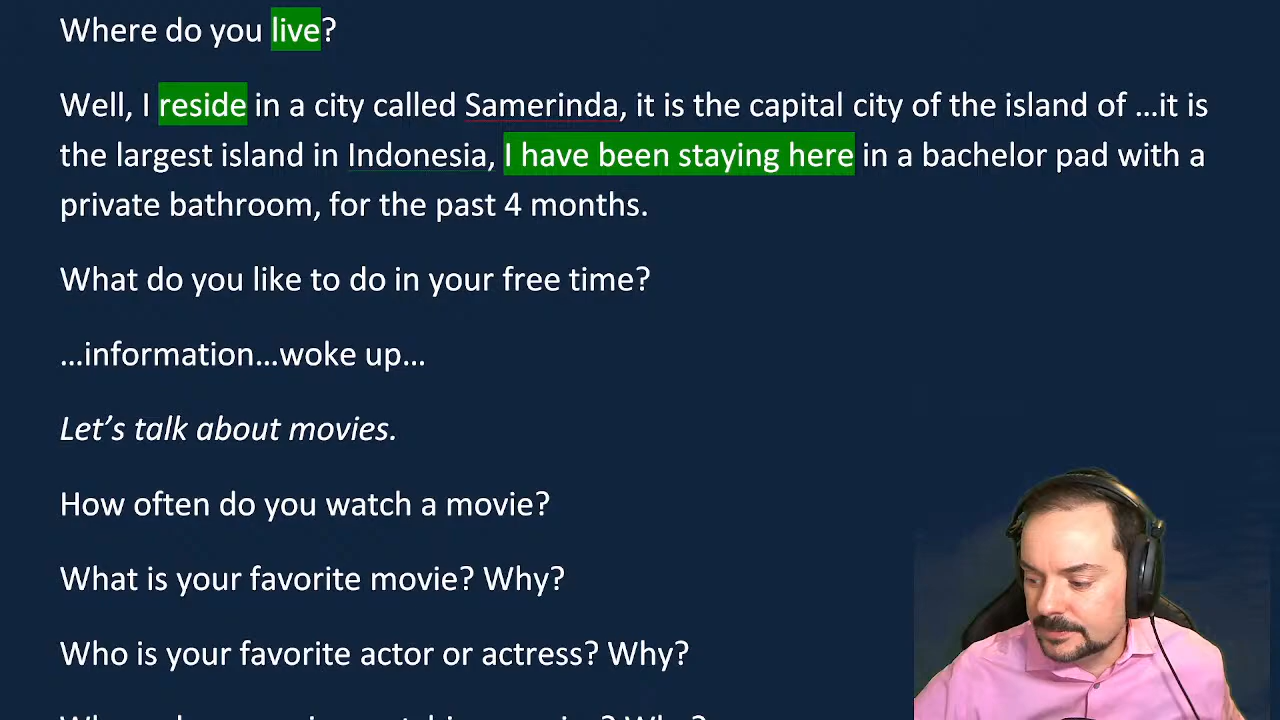 Where do you live?
Well, I reside in a city called Samerinda, it is the capital city of the island of …it is
the largest island in Indonesia, I have been staying here in a bachelor pad with a
private bathroom, for the past 4 months.
What do you like to do in your free time?
…information…woke up…
Let’s talk about movies.
How often do you watch a movie?
What is your favorite movie? Why?
Who is your favorite actor or actress? Why?